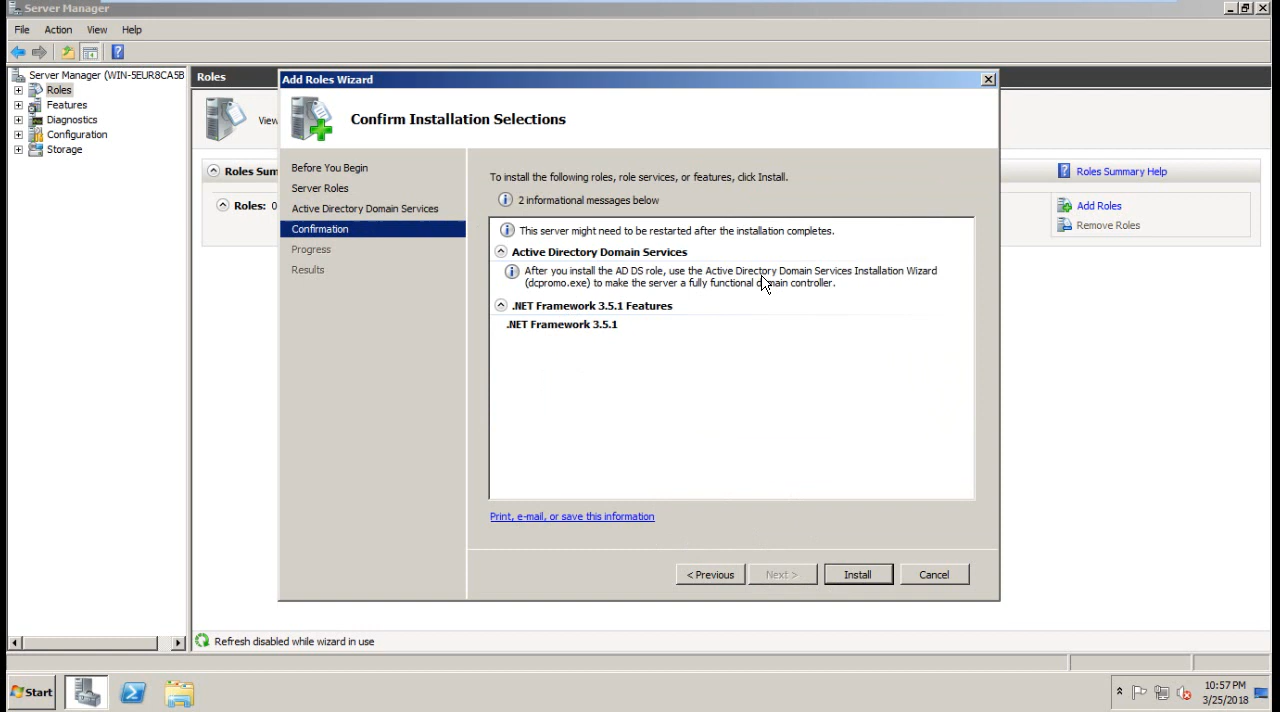 Server Manager
File Action View Help
Server Manager (WIN-5EUR8CA5B
Roles
Features
Diagnostics
Configuration
Storage
Roles
View
Roles Sum
Roles: 0
Roles Summary Help
Add Roles
Remove Roles
Add Roles Wizard
Confirm Installation Selections
Before You Begin
Server Roles
Active Directory Domain Services
Confirmation
Progress
Results
To install the following roles, role services, or features, click Install.
2 informational messages below
This server might need to be restarted after the installation completes.
Active Directory Domain Services
After you install the AD DS role, use the Active Directory Domain Services Installation Wizard
(dcpromo.exe) to make the server a fully functional domain controller.
.NET Framework 3.5.1 Features
.NET Framework 3.5.1
Print, e-mail, or save this information
< Previous Next > Install Cancel
Refresh disabled while wizard in use
Start
10:57 PM
3/25/2018